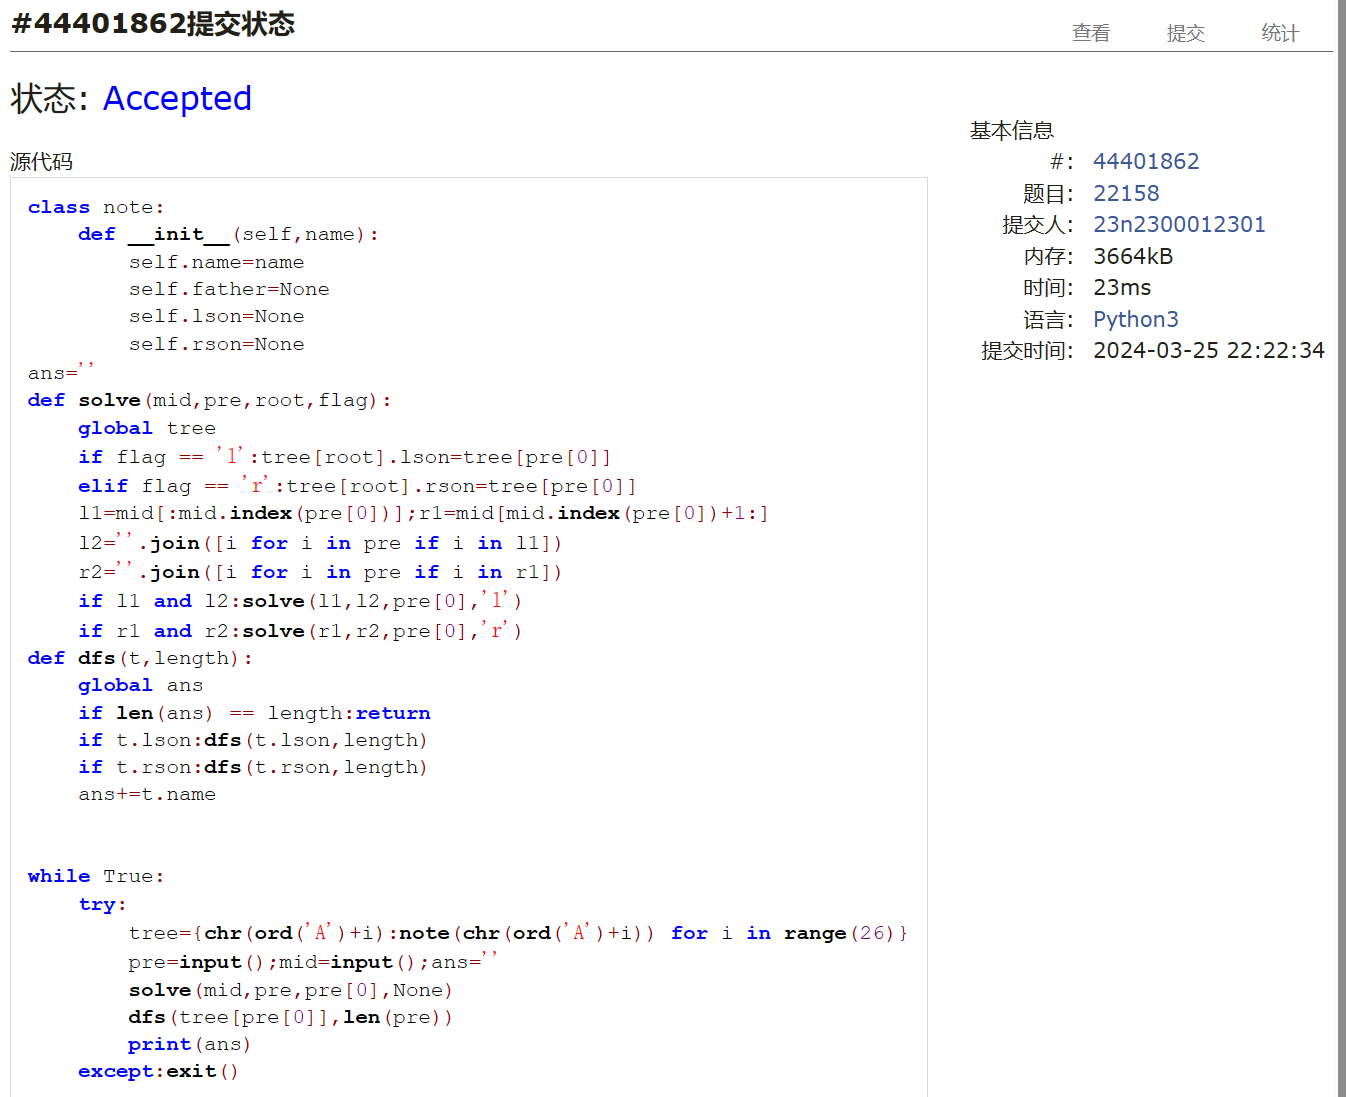 #44401862提交状态
查看
提交
统计
状态: Accepted
源代码
class note:
    def __init__(self,name):
        self.name=name
        self.father=None
        self.lson=None
        self.rson=None
ans=''
def solve(mid,pre,root,flag):
    global tree
    if flag == 'l':tree[root].lson=tree[pre[0]]
    elif flag == 'r':tree[root].rson=tree[pre[0]]
    l1=mid[:mid.index(pre[0])];r1=mid[mid.index(pre[0])+1:]
    l2=''.join([i for i in pre if i in l1])
    r2=''.join([i for i in pre if i in r1])
    if l1 and l2:solve(l1,l2,pre[0],'l')
    if r1 and r2:solve(r1,r2,pre[0],'r')
def dfs(t,length):
    global ans
    if len(ans) == length:return
    if t.lson:dfs(t.lson,length)
    if t.rson:dfs(t.rson,length)
    ans+=t.name
while True:
    try:
        tree={chr(ord('A')+i):note(chr(ord('A')+i)) for i in range(26)}
        pre=input();mid=input();ans=''
        solve(mid,pre,pre[0],None)
        dfs(tree[pre[0]],len(pre))
        print(ans)
    except:exit()
基本信息
#: 44401862
题目: 22158
提交人: 23n2300012301
内存: 3664kB
时间: 23ms
语言: Python3
提交时间: 2024-03-25 22:22:34